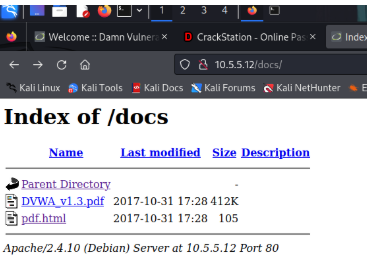 1 2 3 4
Welcome :: Damn Vulnera × CrackStation - Online Pas × Index
10.5.5.12/docs/
Kali Linux Kali Tools Kali Docs Kali Forums Kali NetHunter
Index of /docs
Name Last modified Size Description
Parent Directory -
DVWA_v1.3.pdf 2017-10-31 17:28 412K
pdf.html 2017-10-31 17:28 105
Apache/2.4.10 (Debian) Server at 10.5.5.12 Port 80